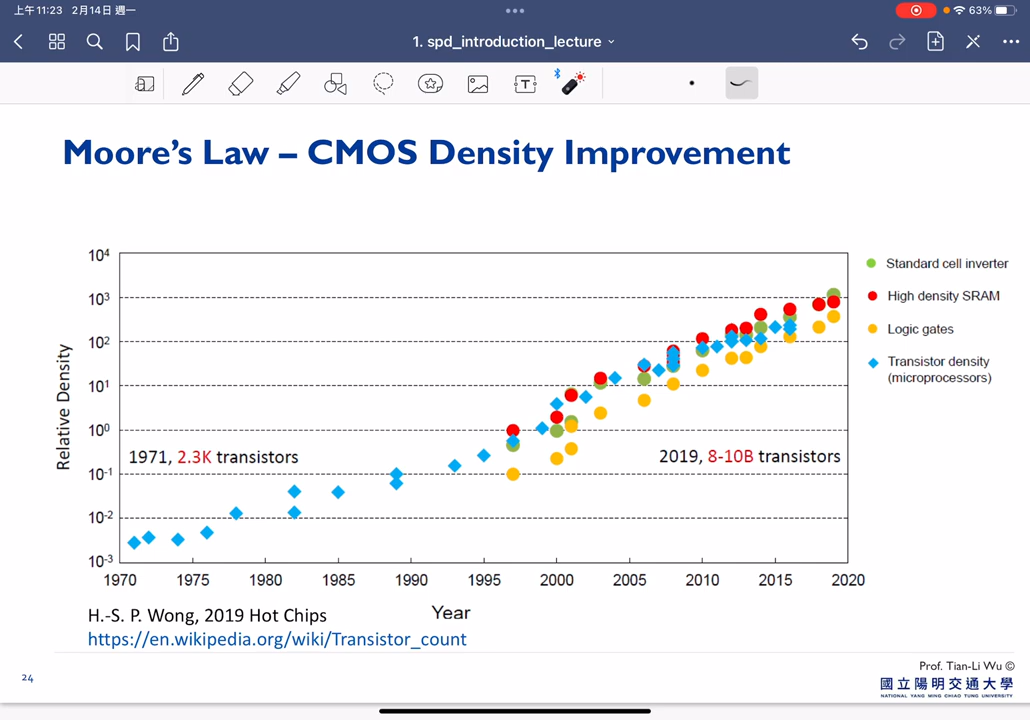 上午11:23 2月14日 週一
63%
1. spd_introduction_lecture
Moore's Law – CMOS Density Improvement
10⁴
10³
10²
10¹
10⁰
10⁻¹
10⁻²
10⁻³
Relative Density
1971, 2.3K transistors
2019, 8-10B transistors
Standard cell inverter
High density SRAM
Logic gates
Transistor density
(microprocessors)
1970 1975 1980 1985 1990 1995 2000 2005 2010 2015 2020
Year
H.-S. P. Wong, 2019 Hot Chips
https://en.wikipedia.org/wiki/Transistor_count
24
Prof. Tian-Li Wu ©
國立陽明交通大學
NATIONAL YANG MING CHIAO TUNG UNIVERSITY